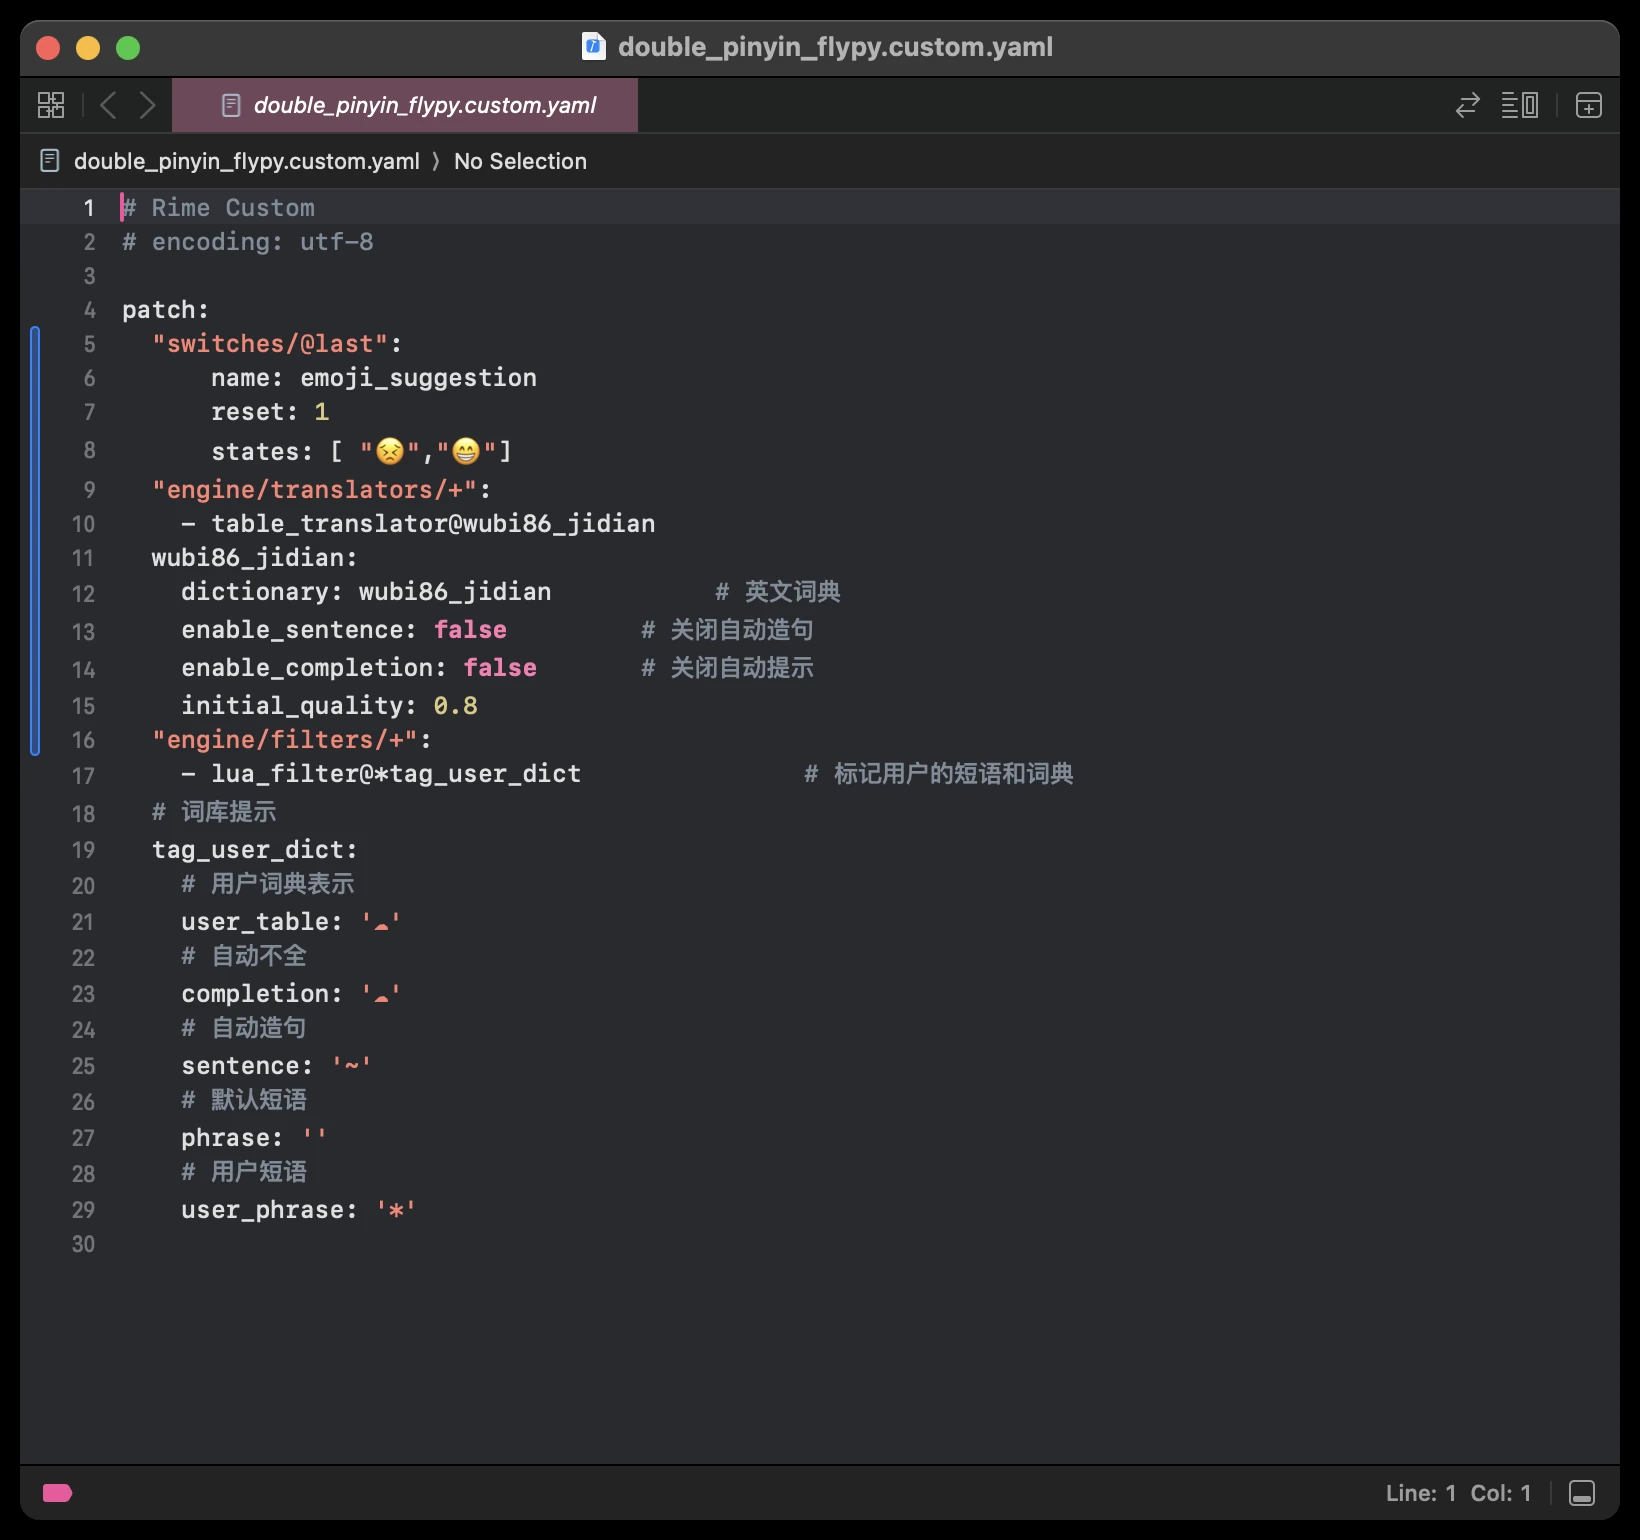 double_pinyin_flypy.custom.yaml
double_pinyin_flypy.custom.yaml
double_pinyin_flypy.custom.yaml 〉 No Selection
1 # Rime Custom
2 # encoding: utf-8
3
4 patch:
5   "switches/@last":
6       name: emoji_suggestion
7       reset: 1
8       states: [ "😣","😁"]
9   "engine/translators/+":
10     - table_translator@wubi86_jidian
11   wubi86_jidian:
12     dictionary: wubi86_jidian           # 英文词典
13     enable_sentence: false         # 关闭自动造句
14     enable_completion: false       # 关闭自动提示
15     initial_quality: 0.8
16   "engine/filters/+":
17     - lua_filter@*tag_user_dict               # 标记用户的短语和词典
18   # 词库提示
19   tag_user_dict:
20     # 用户词典表示
21     user_table: '☁'
22     # 自动不全
23     completion: '☁'
24     # 自动造句
25     sentence: '~'
26     # 默认短语
27     phrase: ''
28     # 用户短语
29     user_phrase: '*'
30
Line: 1 Col: 1